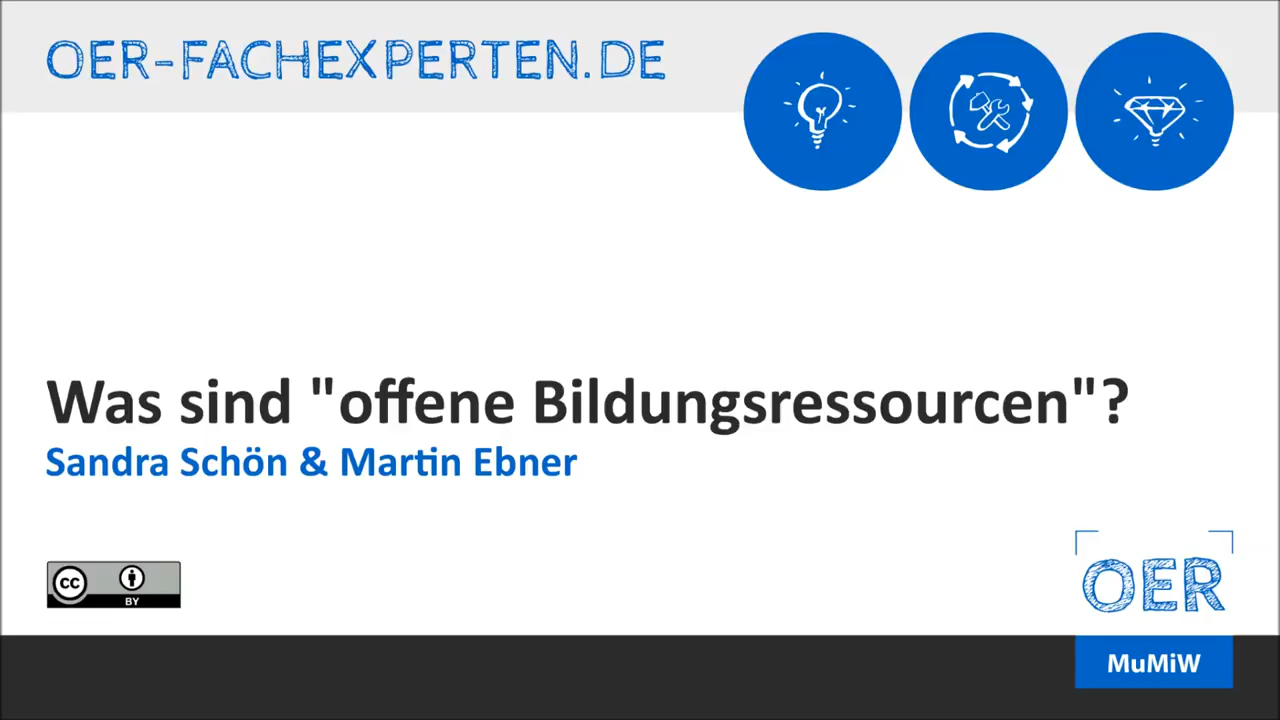 OER-FACHEXPERTEN.DE
Was sind "offene Bildungsressourcen"?
Sandra Schön & Martin Ebner
cc
BY
OER
MuMiW